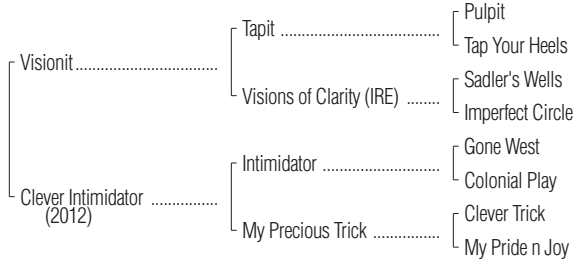 Pulpit
Tapit ......................................
Tap Your Heels
Visionit..................................
Sadler's Wells
Visions of Clarity (IRE) ........
Imperfect Circle
Gone West
Intimidator ............................
Colonial Play
Clever Intimidator ................
(2012)
Clever Trick
My Precious Trick ................
My Pride n Joy